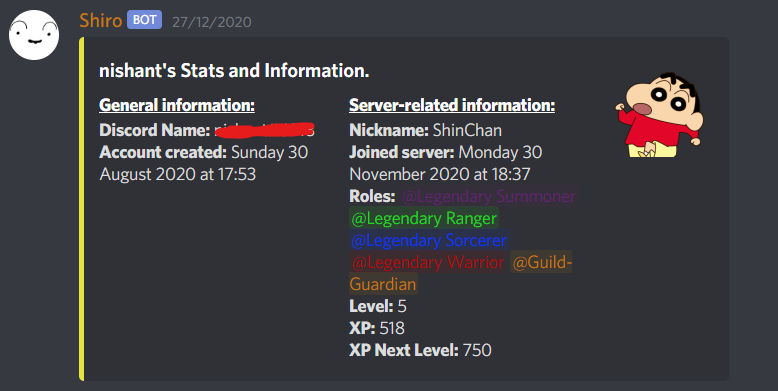 Shiro BOT 27/12/2020
nishant's Stats and Information.
General information:
Discord Name:
Account created: Sunday 30
August 2020 at 17:53
Server-related information:
Nickname: ShinChan
Joined server: Monday 30
November 2020 at 18:37
Roles: @Legendary Summoner
@Legendary Ranger
@Legendary Sorcerer
@Legendary Warrior @Guild-
Guardian
Level: 5
XP: 518
XP Next Level: 750